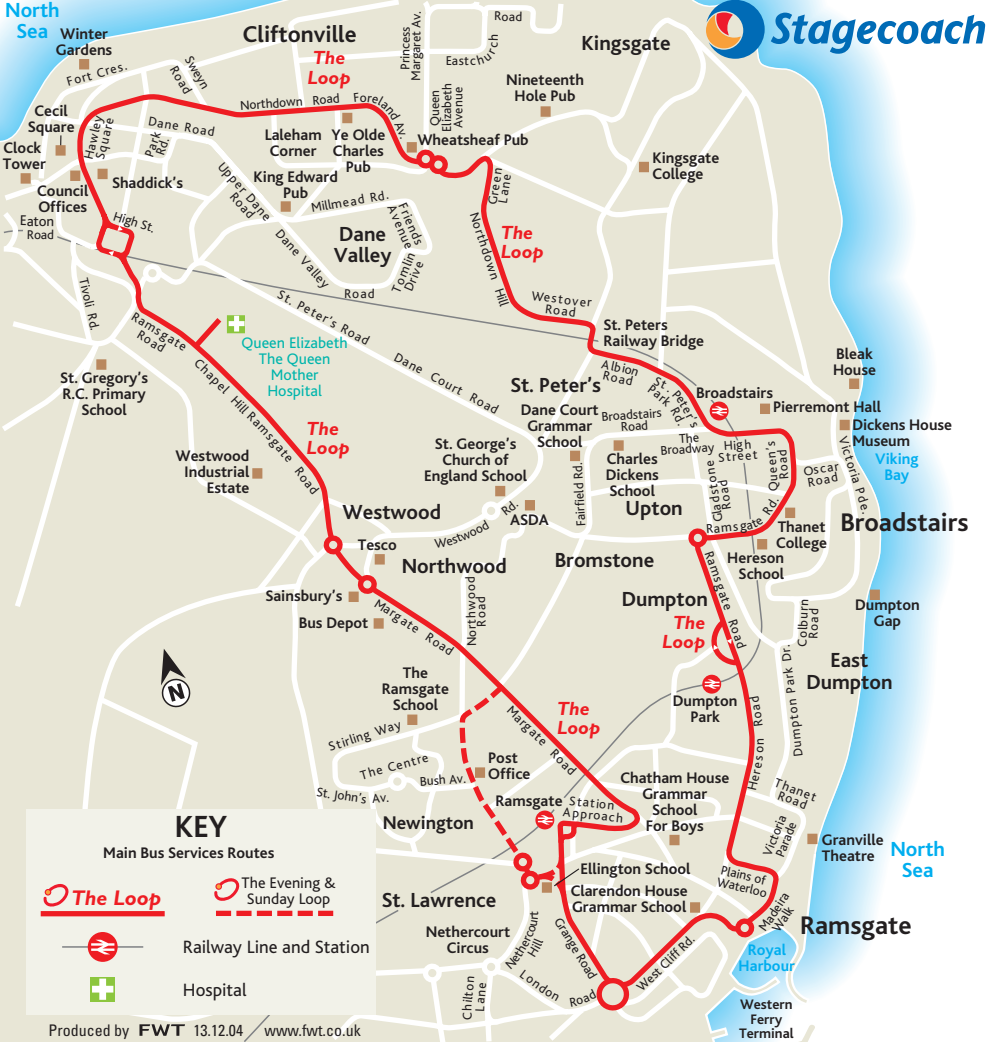 North
Sea
Winter
Gardens
Fort Cres.
Sweyn
Road
Cliftonville
The
Loop
Princess
Margaret Av.
Road
Eastchurch
Kingsgate
Stagecoach
Nineteenth
Hole Pub
Queen
Elizabeth
Avenue
Northdown Road
Foreland Av.
Cecil
Square
Hawley
Square
Dane Road
Park
Rd.
Clock
Tower
Laleham
Corner
Ye Olde
Charles
Pub
Wheatsheaf Pub
Kingsgate
College
Council
Offices
Shaddick's
King Edward
Pub
Upper Dane
Road
Millmead Rd.
Green
Lane
Eaton
Road
High St.
Dane
Valley
Friends
Avenue
Tomlin
Drive
Dane Valley
Road
Northdown Hill
The
Loop
Tivoli Rd.
St. Peter's Road
Westover
Road
Ramsgate
Road
St. Peters
Railway Bridge
Queen Elizabeth
The Queen
Mother
Hospital
Chapel Hill
Ramsgate Road
Dane Court Road
Albion
Road
St. Peter's
Park Rd.
Bleak
House
St. Gregory's
R.C. Primary
School
St. Peter's
Broadstairs
Pierremont Hall
Dane Court
Grammar
School
Broadstairs
Road
Dickens House
Museum
The
Loop
The
Broadway
High
Street
Viking
Bay
St. George's
Church of
England School
Westwood
Industrial
Estate
Charles
Dickens
School
Fairfield Rd.
Gladstone
Road
Queen's
Road
Oscar
Road
Victoria Pde.
Westwood
Upton
ASDA
Westwood Rd.
Ramsgate Rd.
Thanet
College
Broadstairs
Tesco
Northwood
Bromstone
Hereson
School
Sainsbury's
Northwood
Road
Dumpton
Ramsgate Road
Dumpton
Gap
Bus Depot
Margate Road
The
Loop
Colburn
Road
East
Dumpton
N
The
Ramsgate
School
Dumpton
Park
Dumpton Park Dr.
Stirling Way
Margate Road
The
Loop
Hereson Road
The Centre
Bush Av.
Post
Office
St. John's Av.
Chatham House
Grammar
School
For Boys
Thanet
Road
Ramsgate
Station
Approach
Newington
Victoria
Parade
Granville
Theatre
North
Sea
KEY
Main Bus Services Routes
The Loop
The Evening &
Sunday Loop
Railway Line and Station
Hospital
Ellington School
Plains of
Waterloo
St. Lawrence
Clarendon House
Grammar School
Madeira
Walk
Ramsgate
Nethercourt
Circus
Nethercourt
Hill
Grange Road
West Cliff Rd.
Royal
Harbour
Chilton
Lane
London Road
Western
Ferry
Terminal
Produced by FWT 13.12.04 www.fwt.co.uk